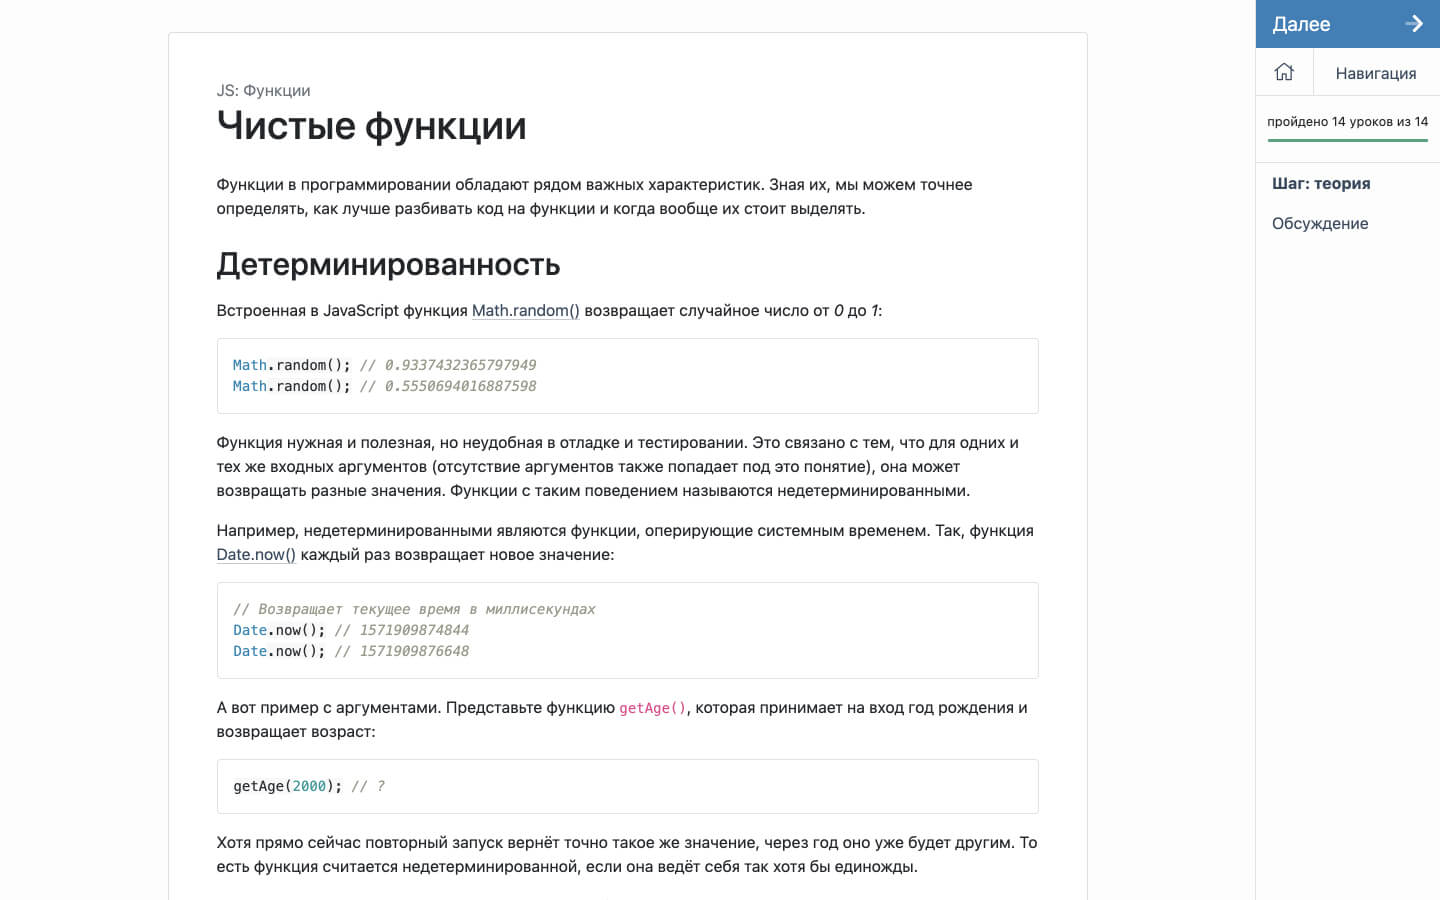 JS: Функции
Чистые функции
Функции в программировании обладают рядом важных характеристик. Зная их, мы можем точнее
определять, как лучше разбивать код на функции и когда вообще их стоит выделять.
Детерминированность
Встроенная в JavaScript функция Math.random() возвращает случайное число от 0 до 1:
Math.random(); // 0.9337432365797949
Math.random(); // 0.5550694016887598
Функция нужная и полезная, но неудобная в отладке и тестировании. Это связано с тем, что для одних и
тех же входных аргументов (отсутствие аргументов также попадает под это понятие), она может
возвращать разные значения. Функции с таким поведением называются недетерминированными.
Например, недетерминированными являются функции, оперирующие системным временем. Так, функция
Date.now() каждый раз возвращает новое значение:
// Возвращает текущее время в миллисекундах
Date.now(); // 1571909874844
Date.now(); // 1571909876648
А вот пример с аргументами. Представьте функцию getAge(), которая принимает на вход год рождения и
возвращает возраст:
getAge(2000); // ?
Хотя прямо сейчас повторный запуск вернёт точно такое же значение, через год оно уже будет другим. То
есть функция считается недетерминированной, если она ведёт себя так хотя бы единожды.
Далее
Навигация
пройдено 14 уроков из 14
Шаг: теория
Обсуждение